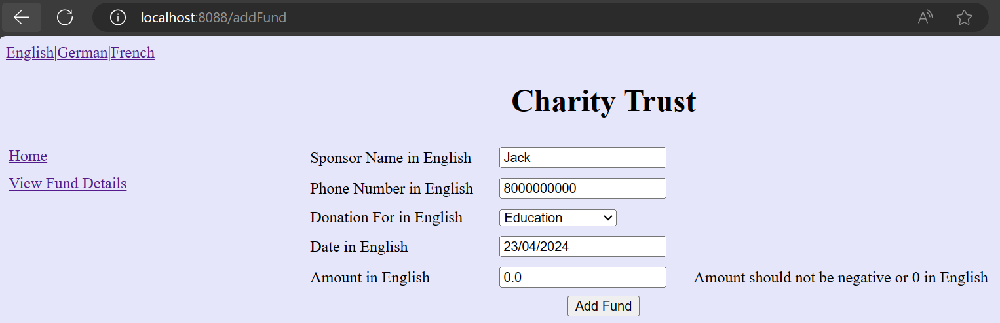 localhost:8088/addFund
English|German|French
Charity Trust
Home
View Fund Details
Sponsor Name in English Jack
Phone Number in English 8000000000
Donation For in English Education
Date in English 23/04/2024
Amount in English 0.0 Amount should not be negative or 0 in English
Add Fund